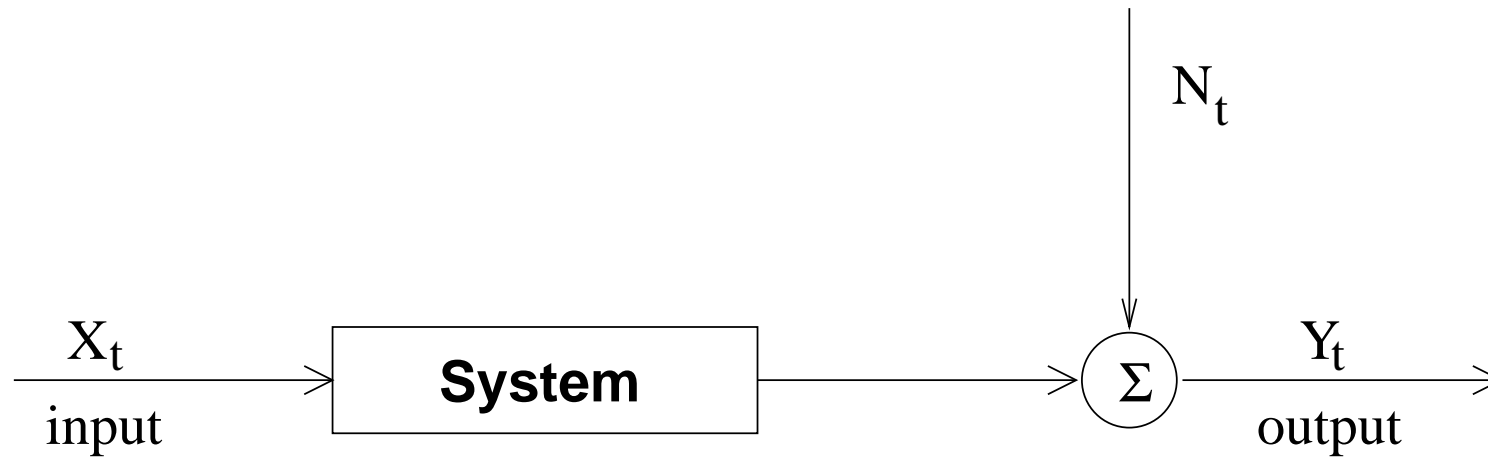 N_t
X_t
input
System
Σ
Y_t
output